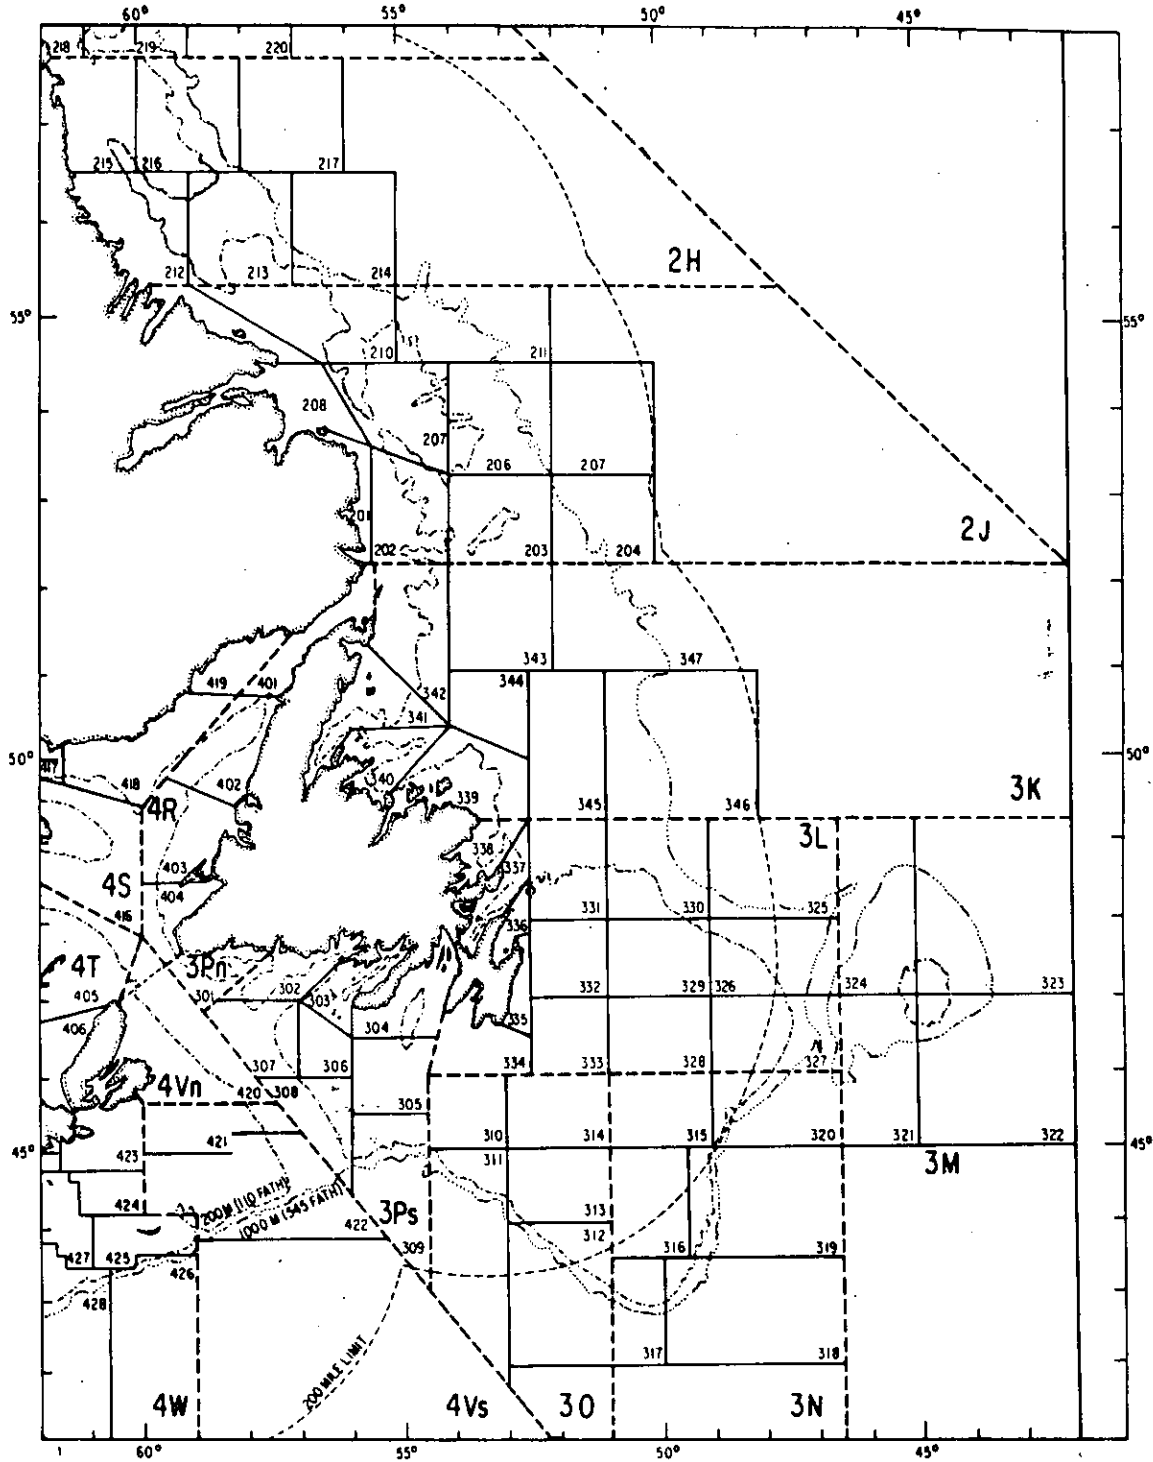 60° 55° 50° 45°
218 219 220
215 216 217
2H
212 213 214
55° 55°
210 211
208
207 206 207
201 2J
202 203 204
343 347
419 401 342 344
341
50° 50°
417 418 402 340 339 345 346 3K
4R 3L
338
403 337
4S 404
416 331 330 325
336
4T 3Pn
405 301 302 303 332 329 326 324 323
406 304 335
307 306 334 333 328 327
4Vn 420 308
305
421 310 314 315 320 321 322
45° 423 311 3M 45°
424 200 M (110 FATH)
1000 M (545 FATH) 3Ps 313
422 312
427 425 309 316 319
426
428
317 318
200 MILE LIMIT
4W 4Vs 3O 3N
60° 55° 50° 45°